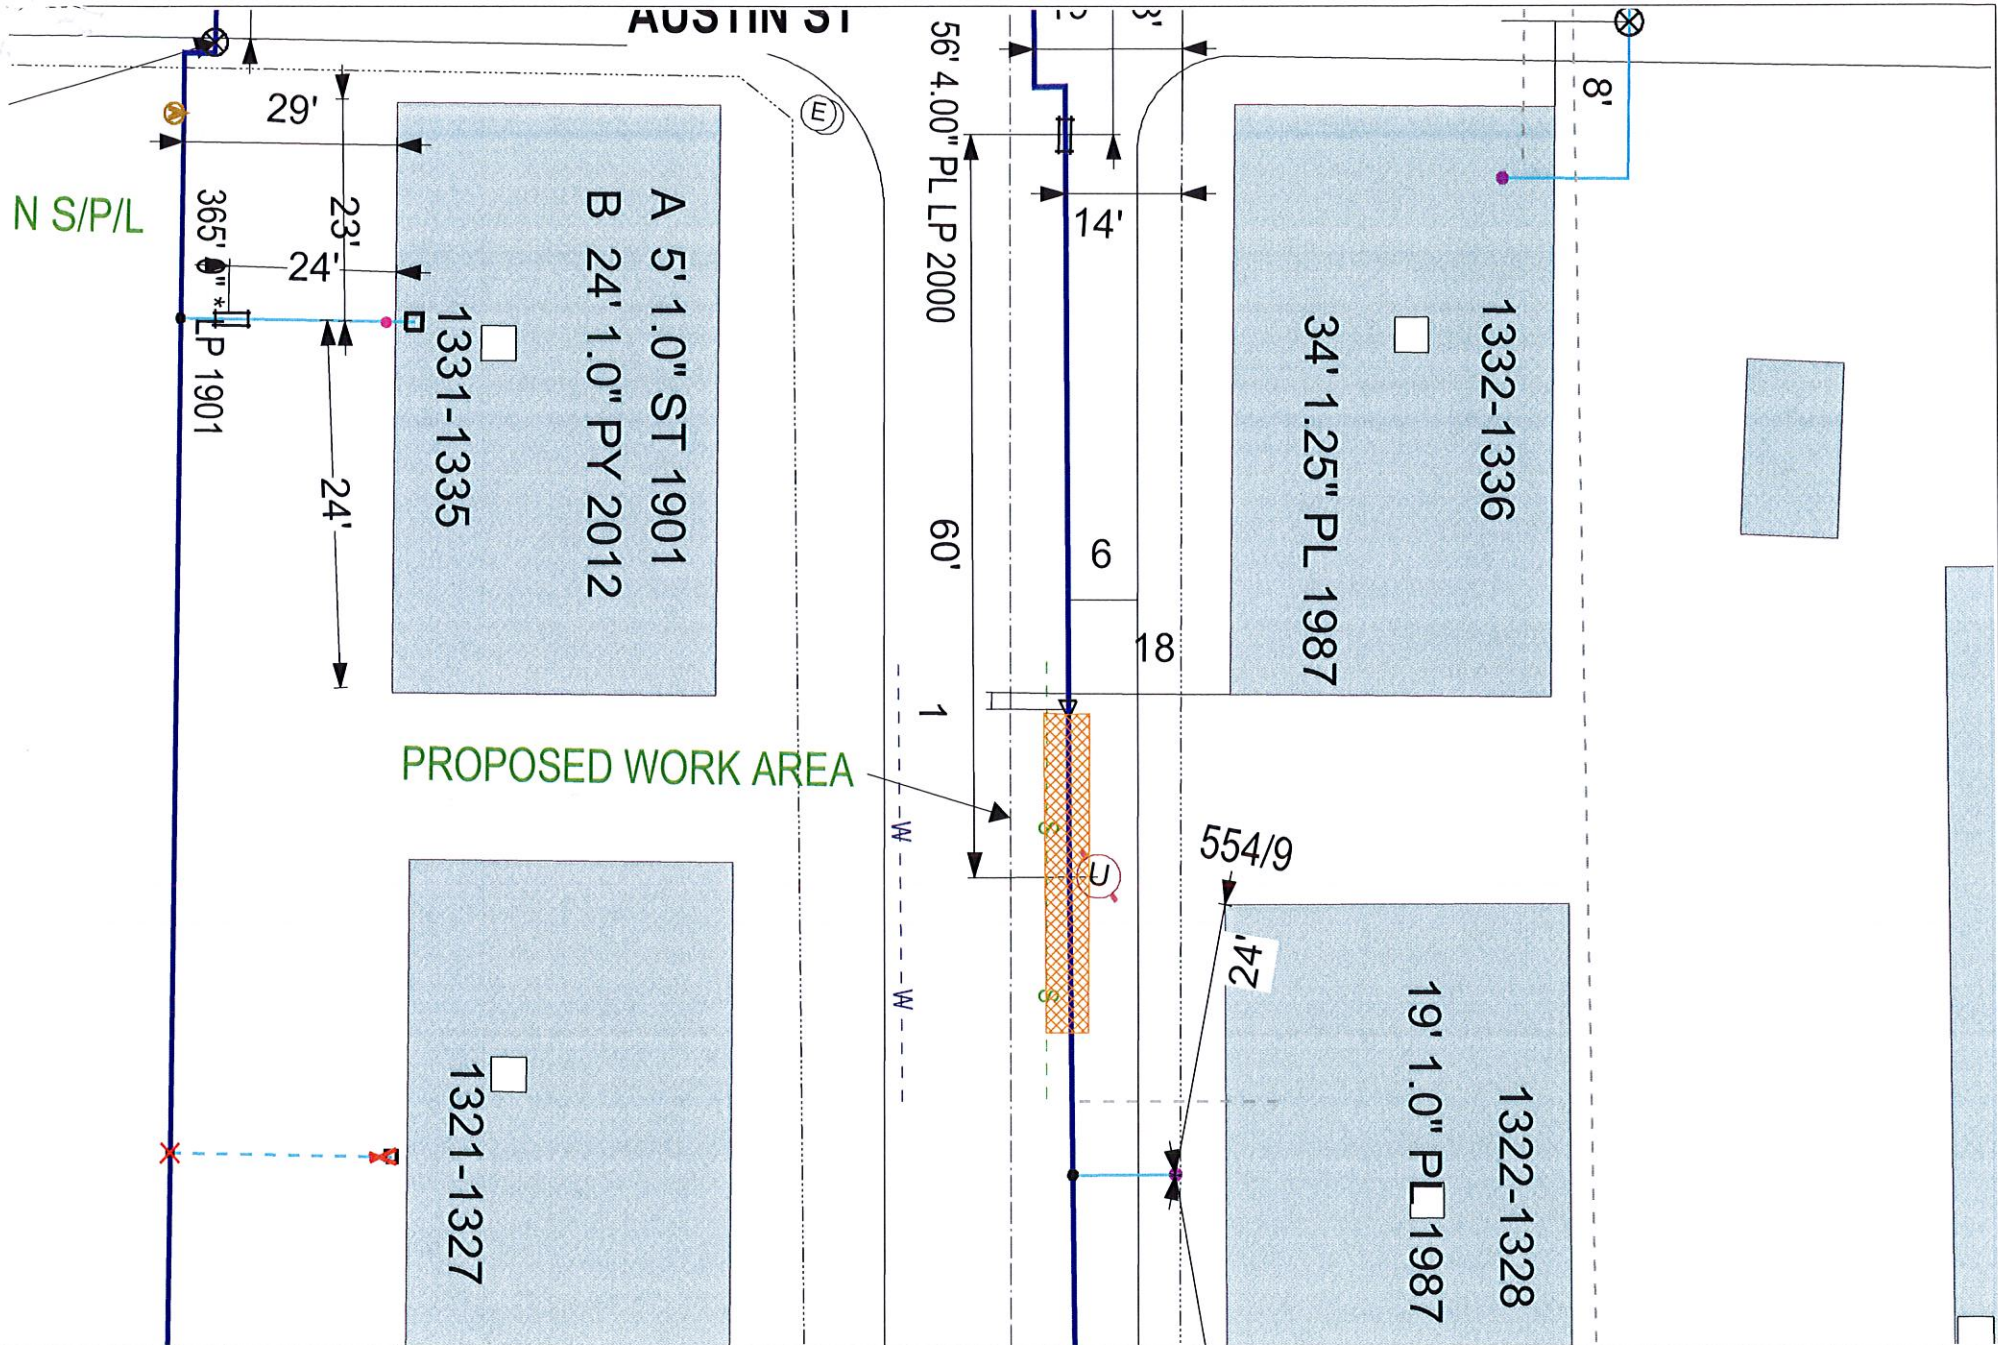 AUSTIN ST
29'
23'
24'
24'
N S/P/L
LP 1901
A 5' 1.0" ST 1901
B 24' 1.0" PY 2012
1331-1335
E
56' 4.00" PL LP 2000
3'
14'
60'
6
18
1
8'
1332-1336
34' 1.25" PL 1987
PROPOSED WORK AREA
W
W
S
S
U
554/9
24'
19' 1.0" PL 1987
1322-1328
1321-1327